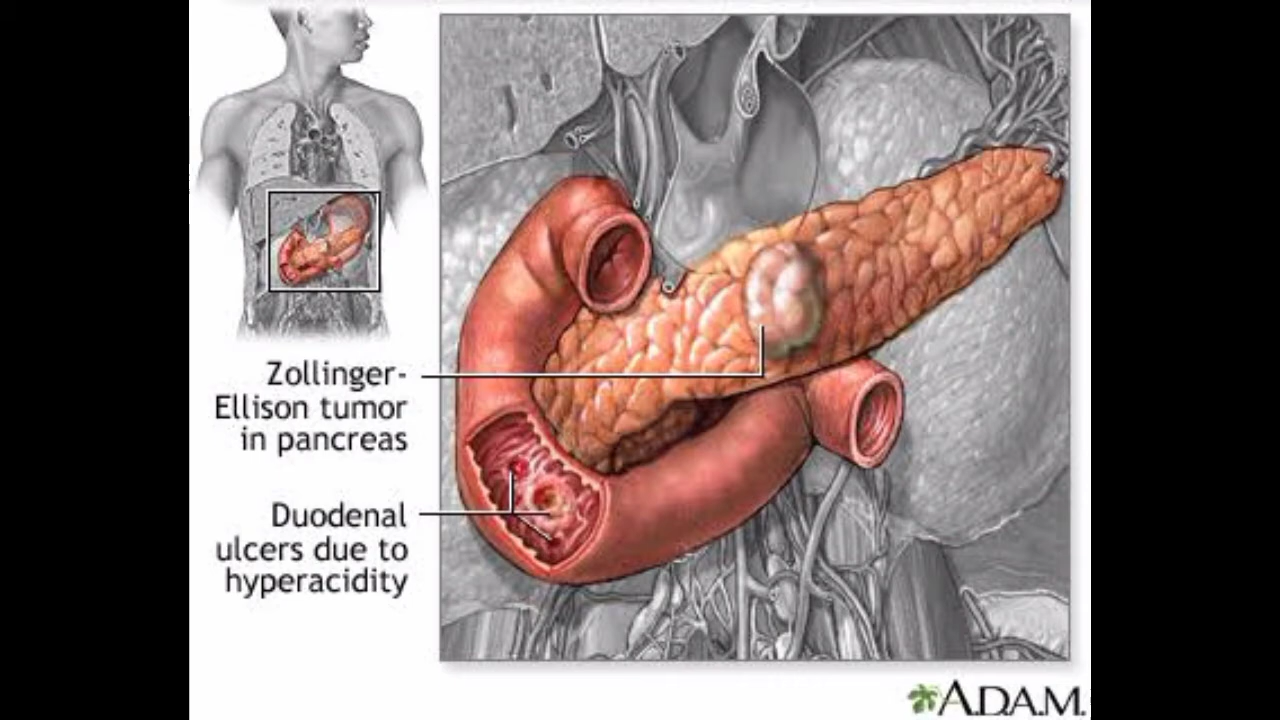 Zollinger-
Ellison tumor
in pancreas
Duodenal
ulcers due to
hyperacidity
A.D.A.M.